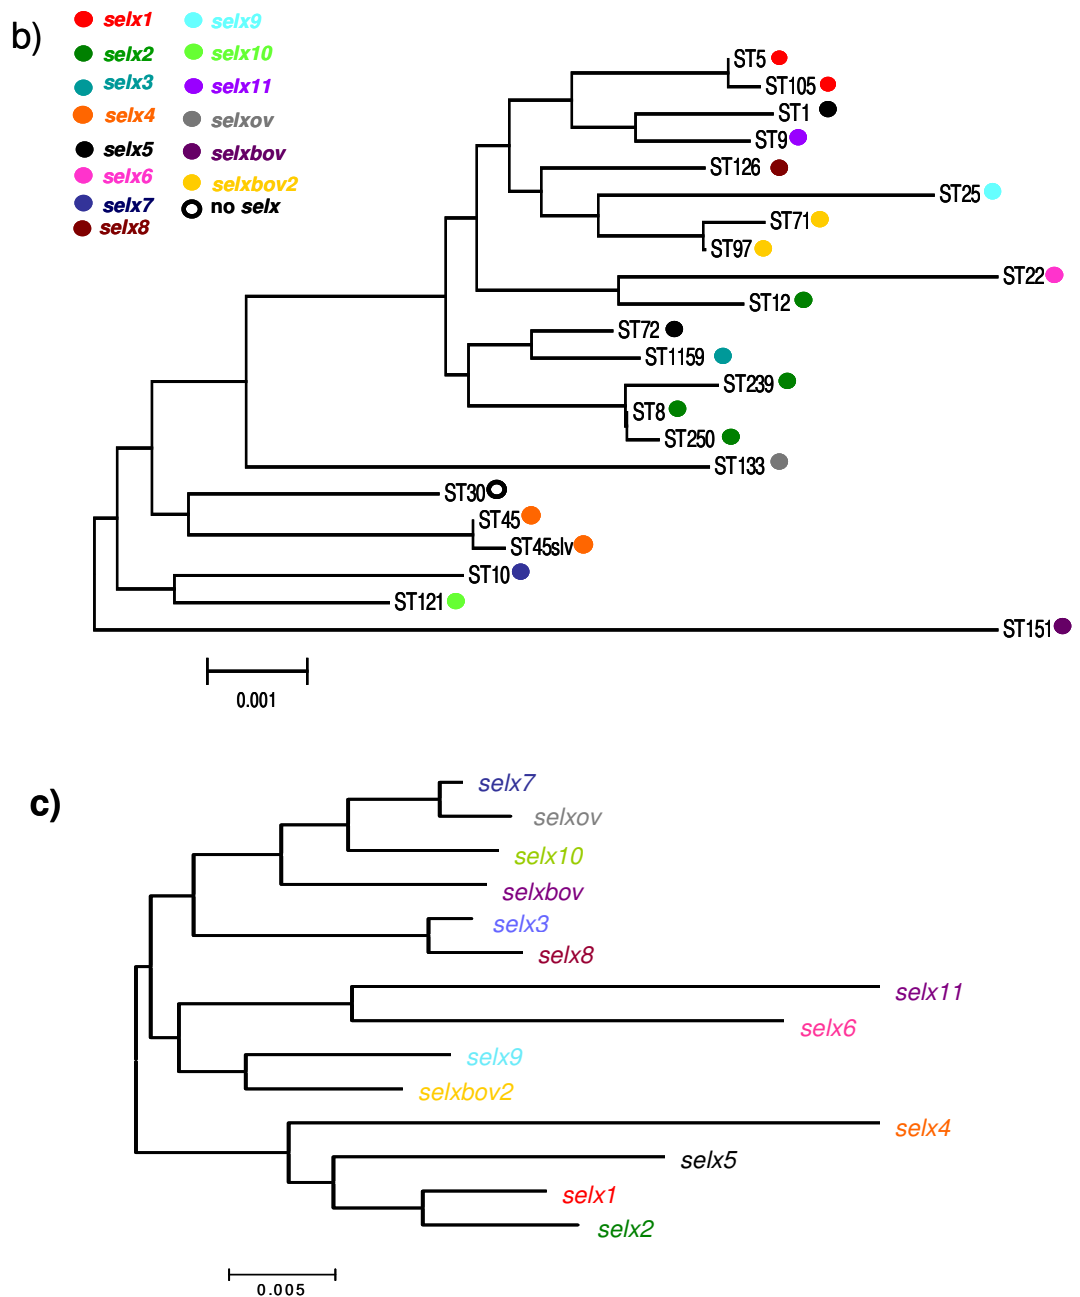 b)
selx1
selx2
selx3
selx4
selx5
selx6
selx7
selx8
selx9
selx10
selx11
selxov
selxbov
selxbov2
no selx
ST5
ST105
ST1
ST9
ST126
ST25
ST71
ST97
ST22
ST12
ST72
ST1159
ST239
ST8
ST250
ST133
ST30
ST45
ST45slv
ST10
ST121
ST151
0.001
c)
selx7
selxov
selx10
selxbov
selx3
selx8
selx11
selx6
selx9
selxbov2
selx4
selx5
selx1
selx2
0.005